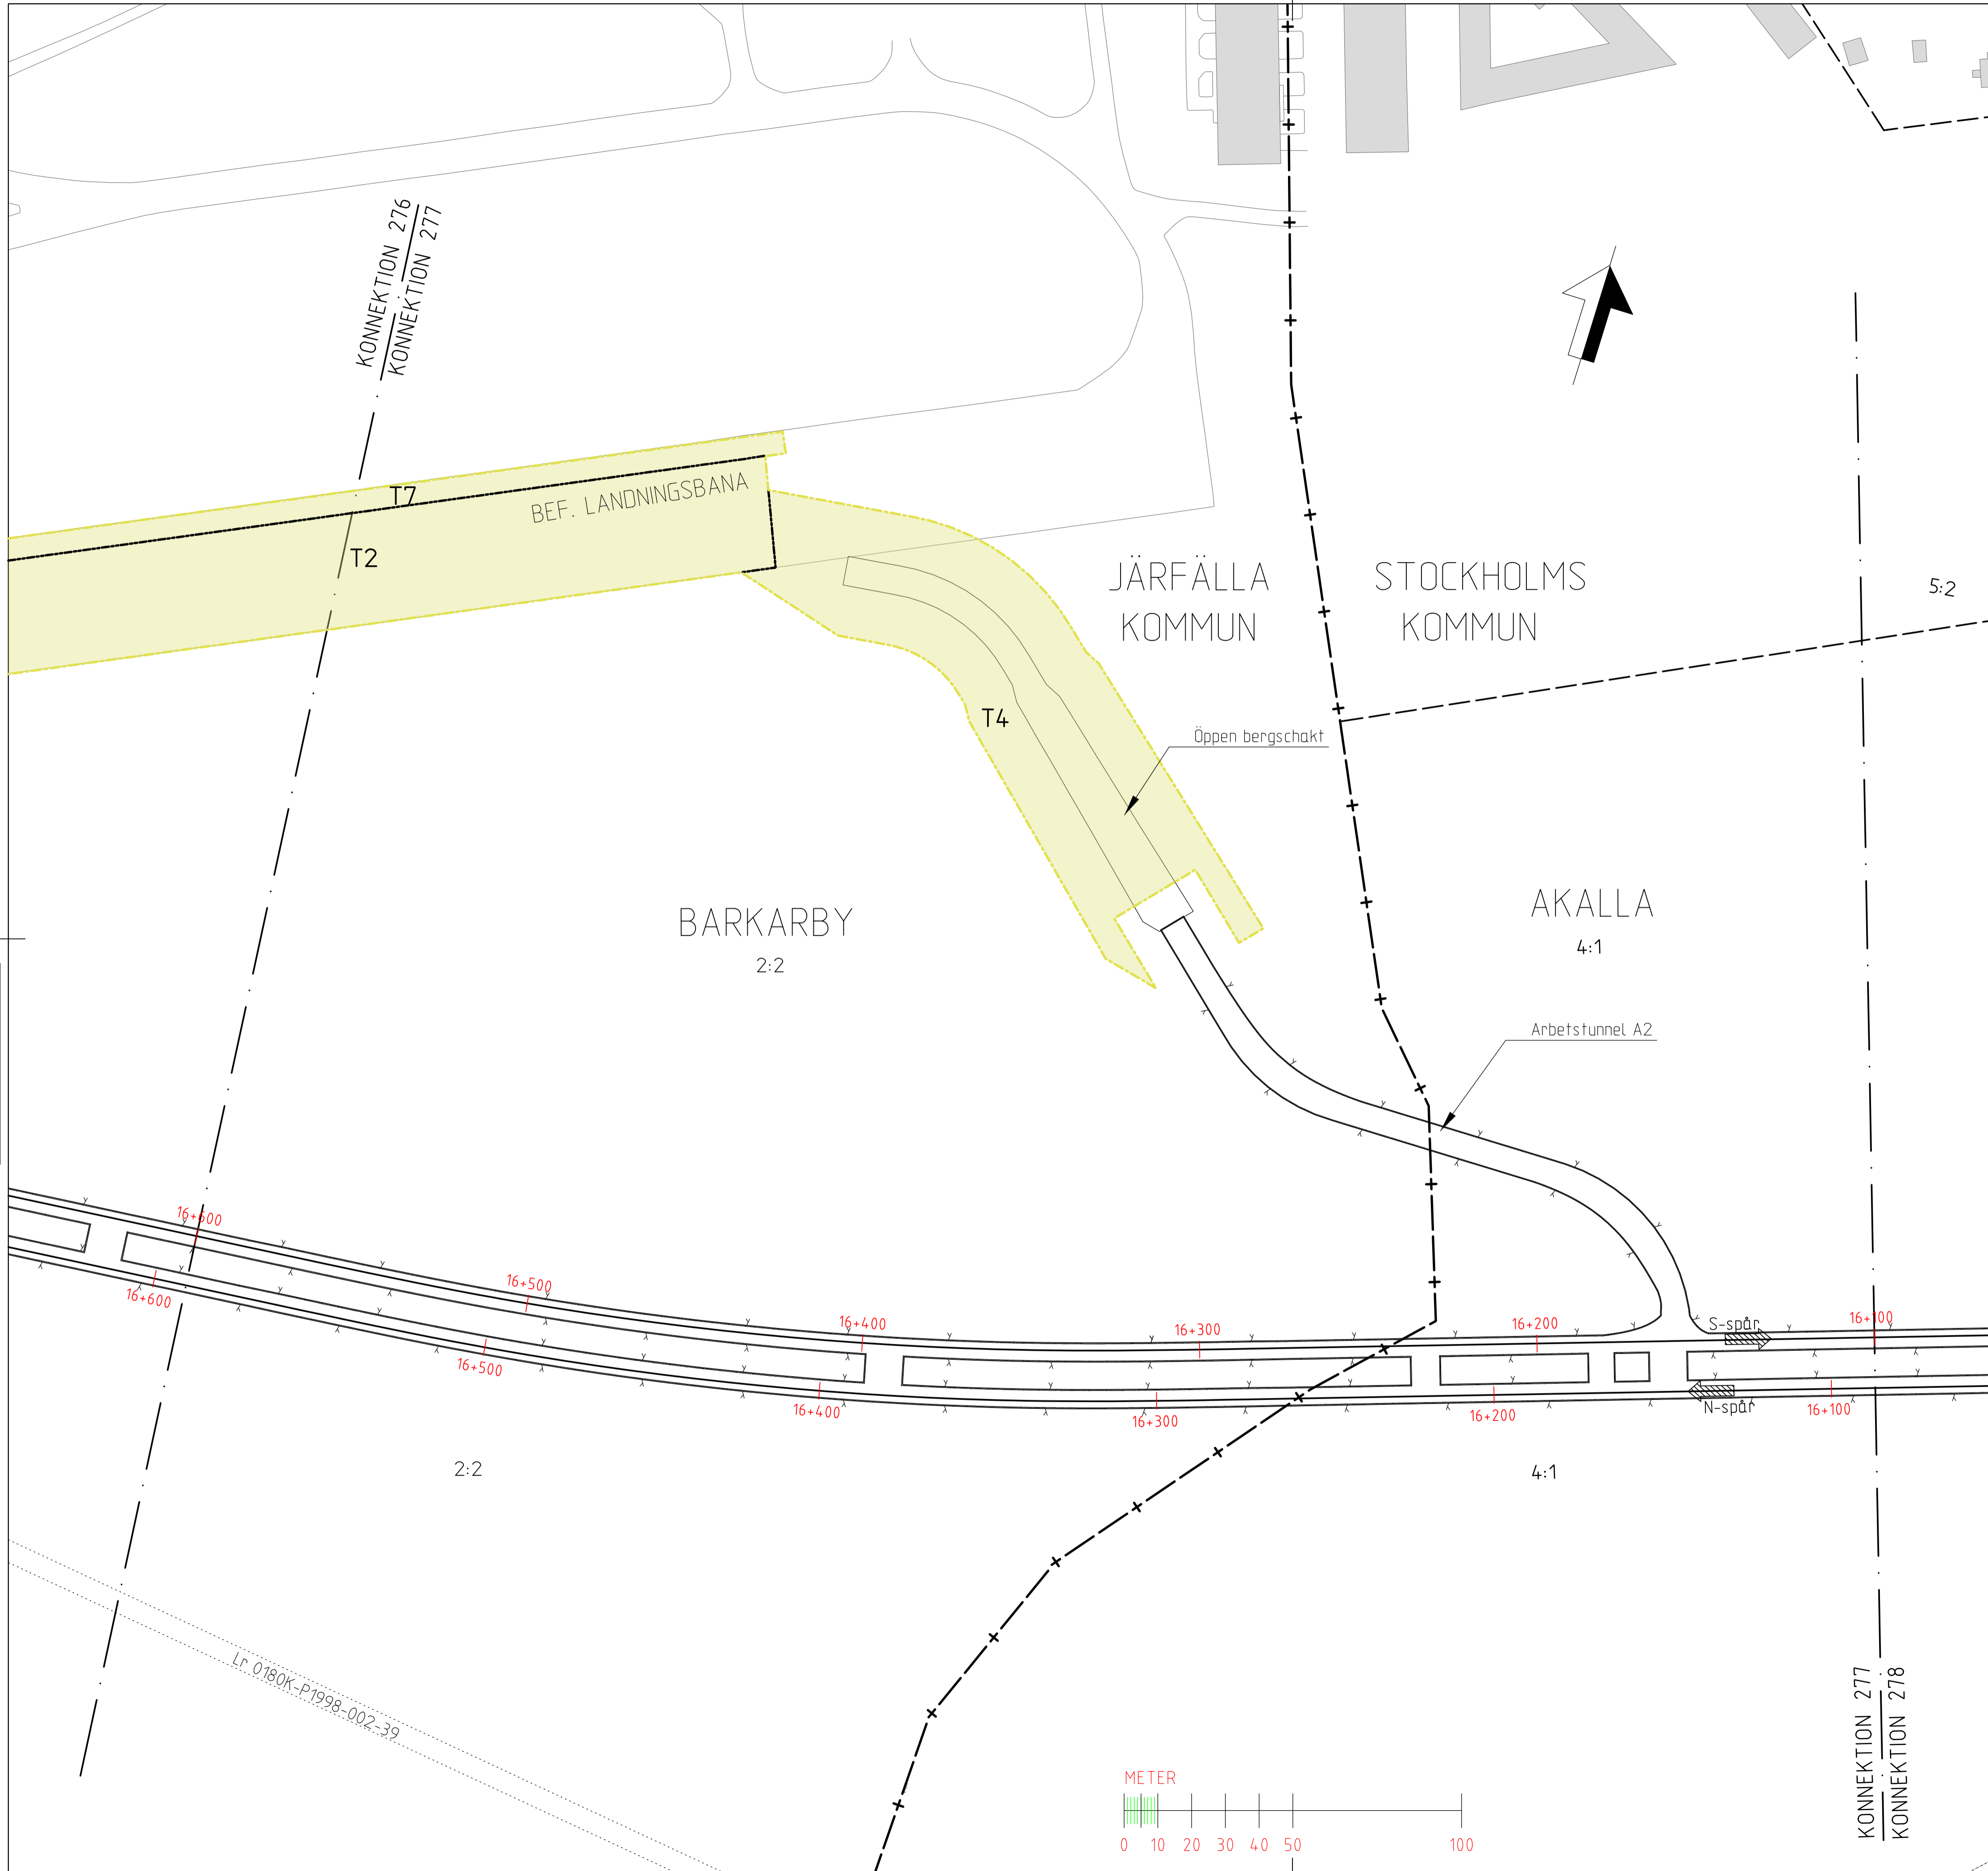 KONNEKTION 276
KONNEKTION 277
T7
BEF. LANDNINGSBANA
T2
JÄRFÄLLA
KOMMUN
STOCKHOLMS
KOMMUN
5:2
T4
Öppen bergschakt
BARKARBY
2:2
AKALLA
4:1
Arbetstunnel A2
16+600
16+500
16+400
16+300
16+200
S-spår
16+100
16+600
16+500
16+400
16+300
16+200
N-spår
16+100
2:2
4:1
Lr 0180K-P1998-002-39
KONNEKTION 277
KONNEKTION 278
METER
0 10 20 30 40 50 100